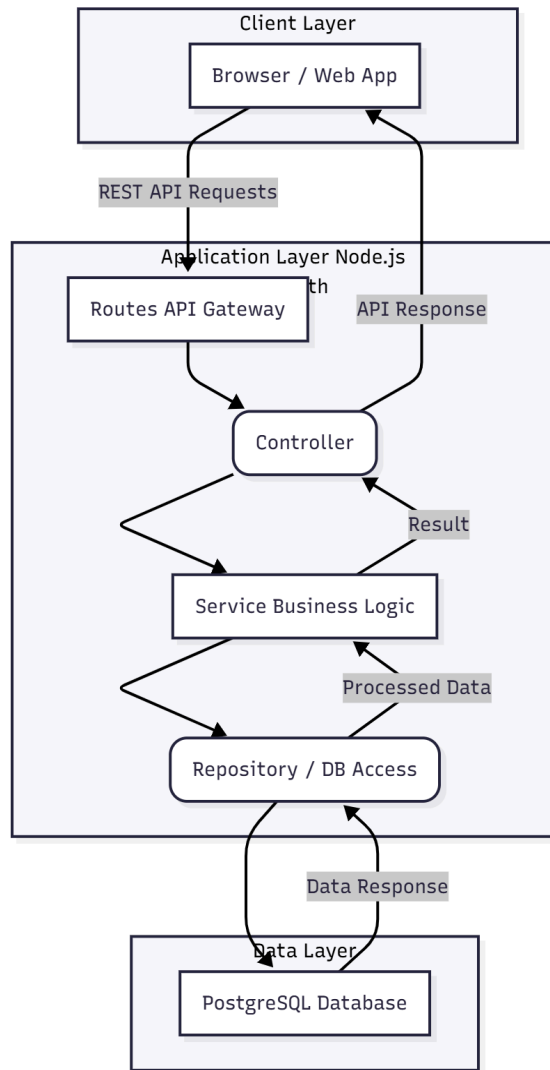 Client Layer
Browser / Web App
REST API Requests
Application Layer Node.js
th
Routes API Gateway
API Response
Controller
Result
Service Business Logic
Processed Data
Repository / DB Access
Data Response
Data Layer
PostgreSQL Database